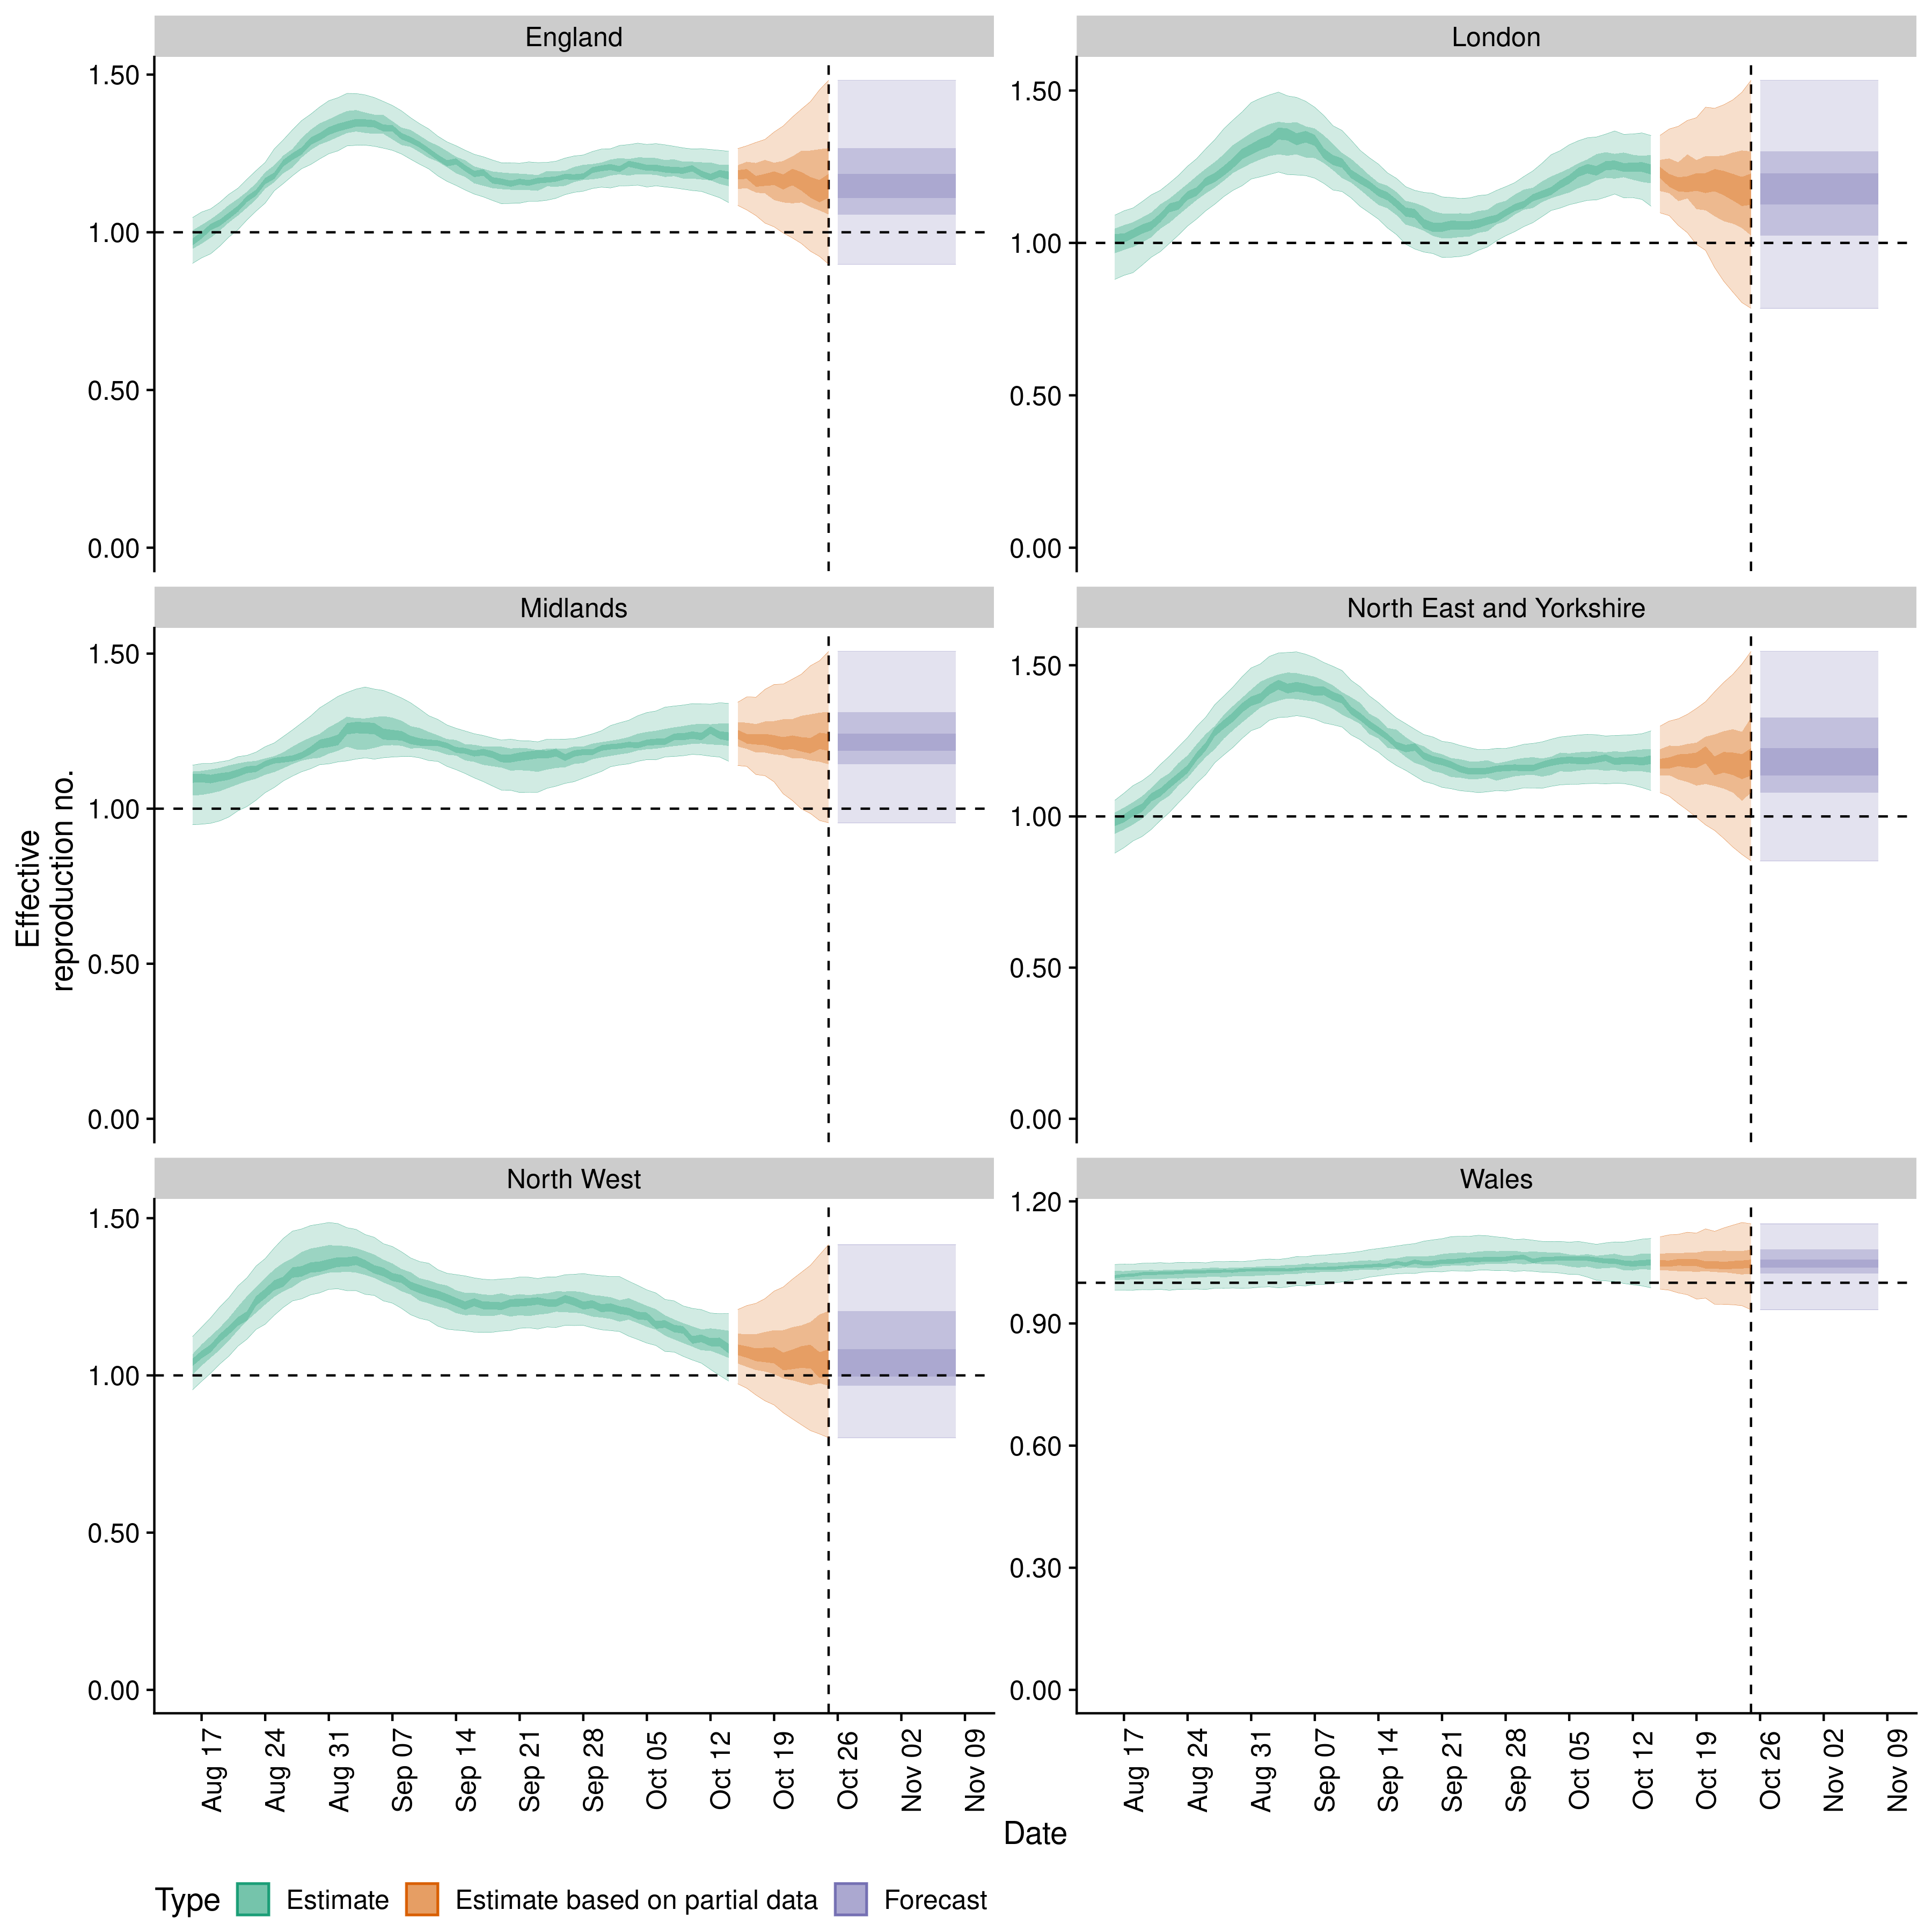 England
London
1.50
1.00
0.50
0.00
1.50
1.00
0.50
0.00
Midlands
North East and Yorkshire
1.50
1.00
0.50
0.00
1.50
1.00
0.50
0.00
Effective
reproduction no.
North West
Wales
1.50
1.00
0.50
0.00
1.20
0.90
0.60
0.30
0.00
Aug 17
Aug 24
Aug 31
Sep 07
Sep 14
Sep 21
Sep 28
Oct 05
Oct 12
Oct 19
Oct 26
Nov 02
Nov 09
Aug 17
Aug 24
Aug 31
Sep 07
Sep 14
Sep 21
Sep 28
Oct 05
Oct 12
Oct 19
Oct 26
Nov 02
Nov 09
Date
Type Estimate Estimate based on partial data Forecast